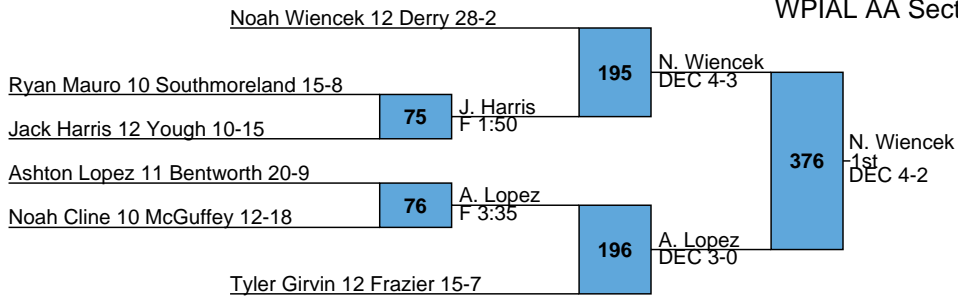 WPIAL AA Sect
Noah Wiencek 12 Derry 28-2
195
N. Wiencek
DEC 4-3
Ryan Mauro 10 Southmoreland 15-8
75
J. Harris
F 1:50
Jack Harris 12 Yough 10-15
376
N. Wiencek
1st
DEC 4-2
Ashton Lopez 11 Bentworth 20-9
76
A. Lopez
F 3:35
Noah Cline 10 McGuffey 12-18
196
A. Lopez
DEC 3-0
Tyler Girvin 12 Frazier 15-7